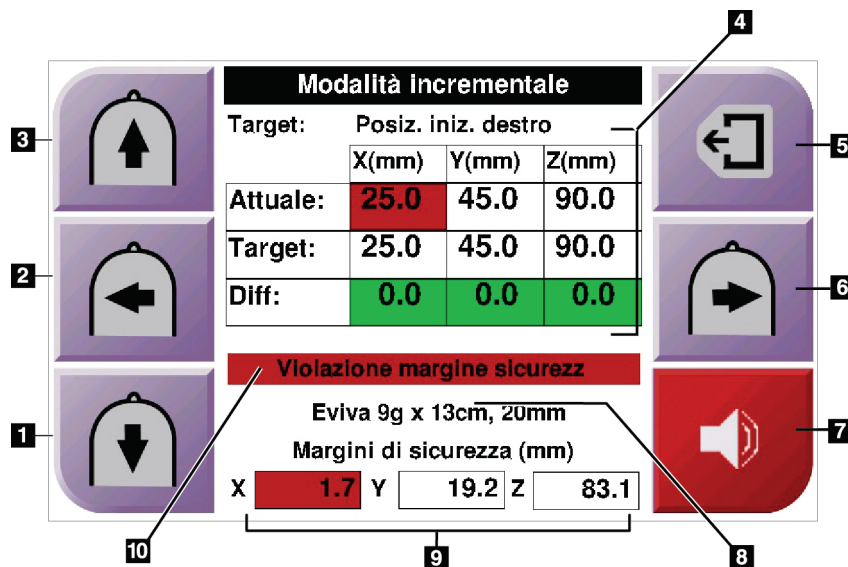 4
Modalità incrementale
3
Target: Posiz. iniz. destro
5
X(mm) Y(mm) Z(mm)
Attuale: 25.0 45.0 90.0
Target: 25.0 45.0 90.0
2
6
Diff: 0.0 0.0 0.0
Violazione margine sicurezz
Eviva 9g x 13cm, 20mm
1
7
Margini di sicurezza (mm)
X 1.7 Y 19.2 Z 83.1
10
9
8